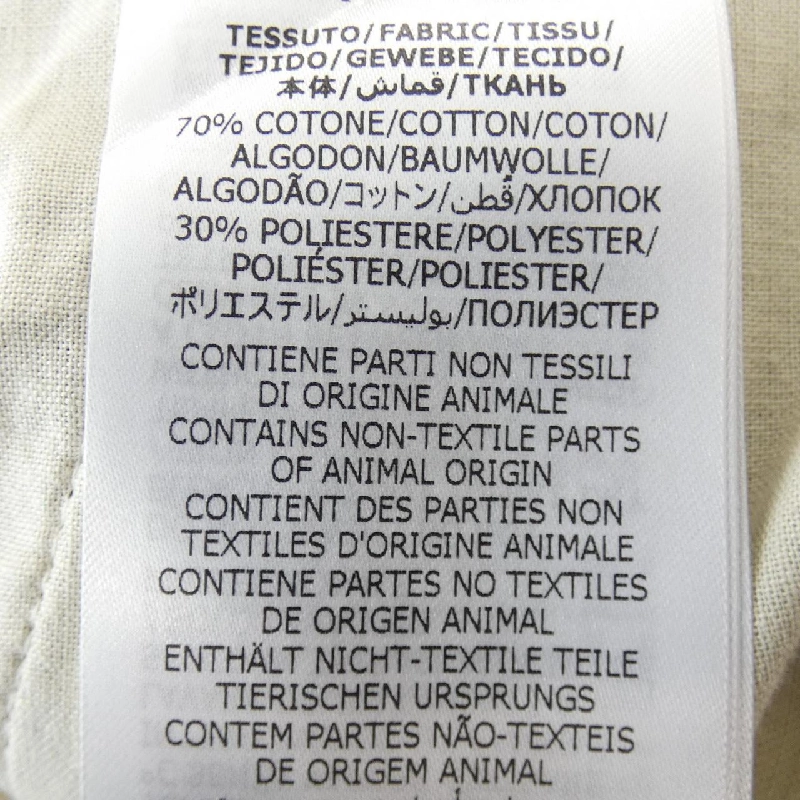 TESSUTO/FABRIC/TISSU/
TEJIDO/GEWEBE/TECIDO/
本体/قماش/ТКАНЬ
70% COTONE/COTTON/COTON/
ALGODON/BAUMWOLLE/
ALGODÃO/コットン/قُطن/ХЛОПОК
30% POLIESTERE/POLYESTER/
POLIÉSTER/POLIESTER/
ポリエステル/بوليستر/ПОЛИЭСТЕР
CONTIENE PARTI NON TESSILI
DI ORIGINE ANIMALE
CONTAINS NON-TEXTILE PARTS
OF ANIMAL ORIGIN
CONTIENT DES PARTIES NON
TEXTILES D'ORIGINE ANIMALE
CONTIENE PARTES NO TEXTILES
DE ORIGEN ANIMAL
ENTHÄLT NICHT-TEXTILE TEILE
TIERISCHEN URSPRUNGS
CONTEM PARTES NÃO-TEXTEIS
DE ORIGEM ANIMAL